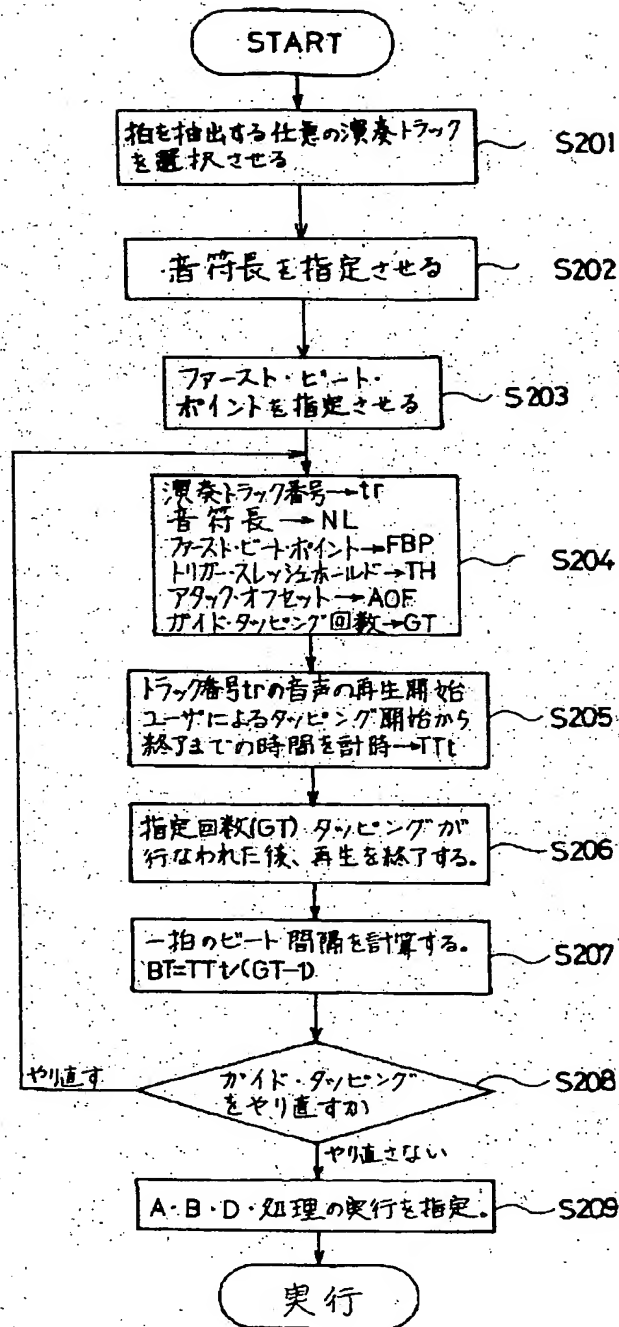 START
拍を抽出する任意の演奏トラック
を選択させる
S201
音符長を指定させる
S202
ファースト・ビート・
ポイントを指定させる
S203
演奏トラック番号→tr
音符長→NL
ファースト・ビート・ポイント→FBP
トリガー・スレッシェホールド→TH
アタック・オフセット→AOF
ガイド・タッピング回数→GT
S204
トラック番号trの音声の再生開始
ユーザによるタッピング開始から
終了までの時間を計時→TTt
S205
指定回数(GT)タッピングが
行なわれた後、再生を終了する。
S206
一拍のビート間隔を計算する。
BT=TTt/(GT-1)
S207
やり直す
ガイド・タッピング
をやり直すか
S208
やり直さない
A・B・D・処理の実行を指定。
S209
実行